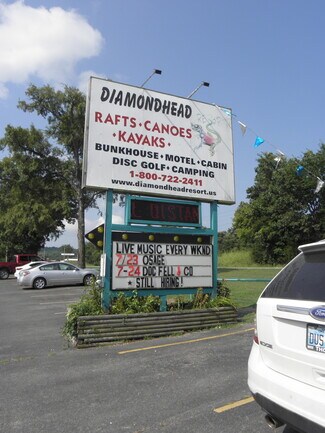 DIAMONDHEAD
RAFTS • CANOES
• KAYAKS •
BUNKHOUSE • MOTEL • CABIN
DISC GOLF • CAMPING
1-800-722-2411
www.diamondheadresort.us
LIVE MUSIC EVERY WKND
7/23 OSAGE
7-24 DOG FELL & CO
• STILL HIRING!